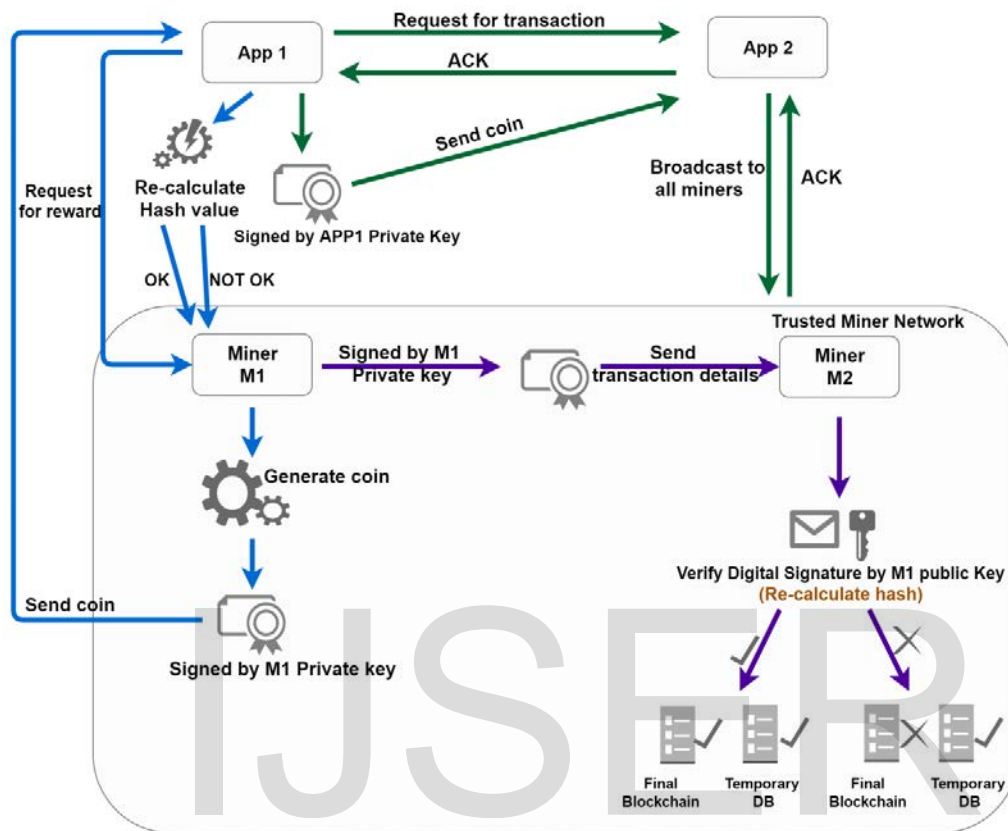 Request for transaction
App 1
App 2
ACK
Send coin
Request
for reward
Re-calculate
Hash value
Signed by APP1 Private Key
Broadcast to
all miners
ACK
OK
NOT OK
Trusted Miner Network
Miner
M1
Signed by M1
Private key
Send
transaction details
Miner
M2
Generate coin
Verify Digital Signature by M1 public Key
(Re-calculate hash)
Send coin
Signed by M1 Private key
Final
Blockchain
Temporary
DB
Final
Blockchain
Temporary
DB
IJSER